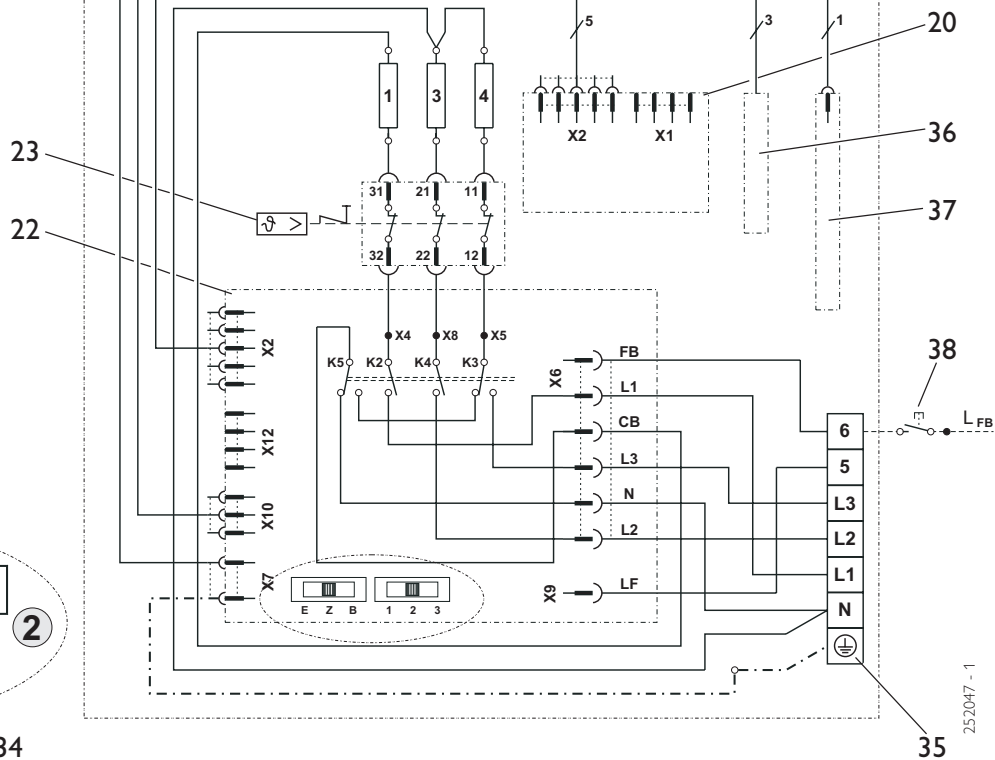 5
3
1
20
1
3
4
X2
X1
36
23
31
21
11
ϑ >
37
22
32
22
12
X4
X8
X5
K5
K2
K4
K3
X2
X12
X10
X7
X6
FB
L1
CB
L3
N
L2
X9
LF
38
6
L FB
5
L3
L2
L1
N
E Z B
1 2 3
2
34
35
252047 - 1